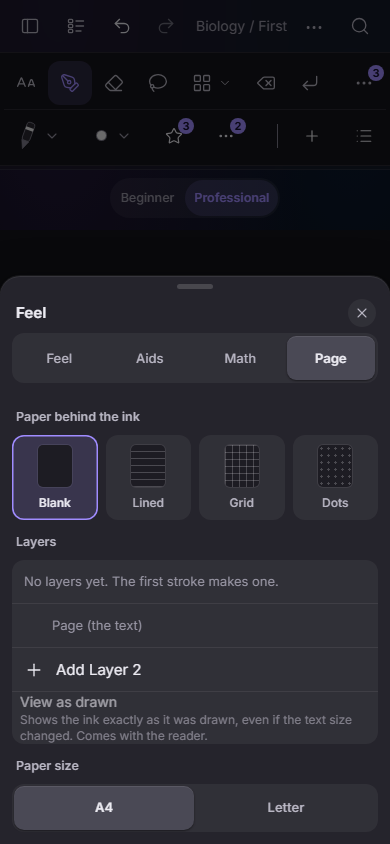 Biology / First
AA
3
3
2
Beginner
Professional
Feel
Feel
Aids
Math
Page
Paper behind the ink
Blank
Lined
Grid
Dots
Layers
No layers yet. The first stroke makes one.
Page (the text)
+ Add Layer 2
View as drawn
Shows the ink exactly as it was drawn, even if the text size
changed. Comes with the reader.
Paper size
A4
Letter